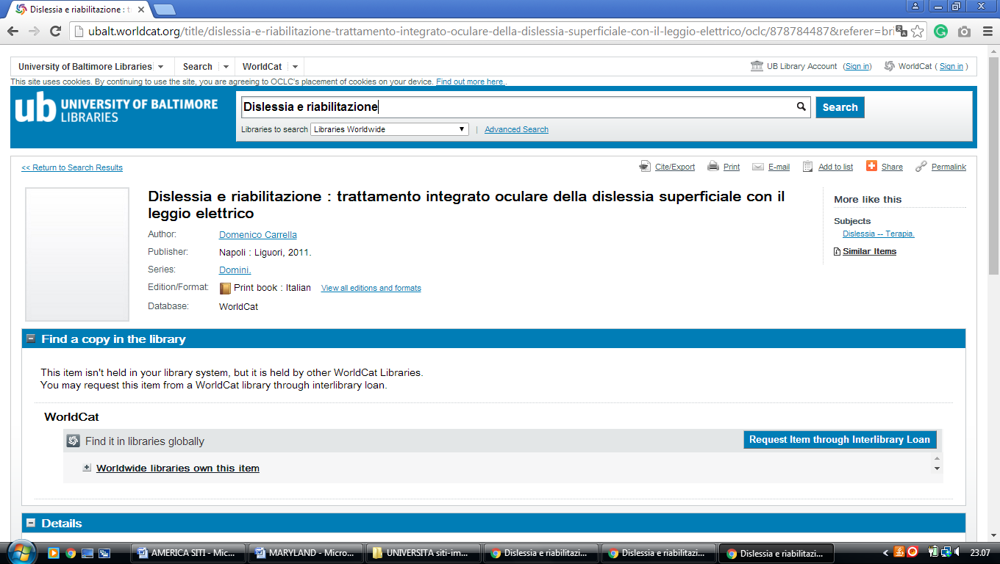 Dislessia e riabilitazione : t
ubalt.worldcat.org/title/dislessia-e-riabilitazione-trattamento-integrato-oculare-della-dislessia-superficiale-con-il-leggio-elettrico/oclc/878784487&referer=bri
University of Baltimore Libraries Search WorldCat UB Library Account (Sign in) WorldCat ( Sign in )
This site uses cookies. By continuing to use the site, you are agreeing to OCLC's placement of cookies on your device. Find out more here..
ub UNIVERSITY OF BALTIMORE
LIBRARIES
Dislessia e riabilitazione Search
Libraries to search Libraries Worldwide | Advanced Search
<< Return to Search Results Cite/Export Print E-mail Add to list Share Permalink
Dislessia e riabilitazione : trattamento integrato oculare della dislessia superficiale con il
leggio elettrico
Author: Domenico Carrella
Publisher: Napoli : Liguori, 2011.
Series: Domini.
Edition/Format: Print book : Italian View all editions and formats
Database: WorldCat
More like this
Subjects
Dislessia -- Terapia.
Similar Items
Find a copy in the library
This item isn't held in your library system, but it is held by other WorldCat Libraries.
You may request this item from a WorldCat library through interlibrary loan.
WorldCat
Find it in libraries globally Request Item through Interlibrary Loan
Worldwide libraries own this item
Details
AMERICA SITI - Mic... MARYLAND - Micro... UNIVERSITA siti-im... Dislessia e riabilitazi... Dislessia e riabilitazi... Dislessia e riabilitazi... 23.07